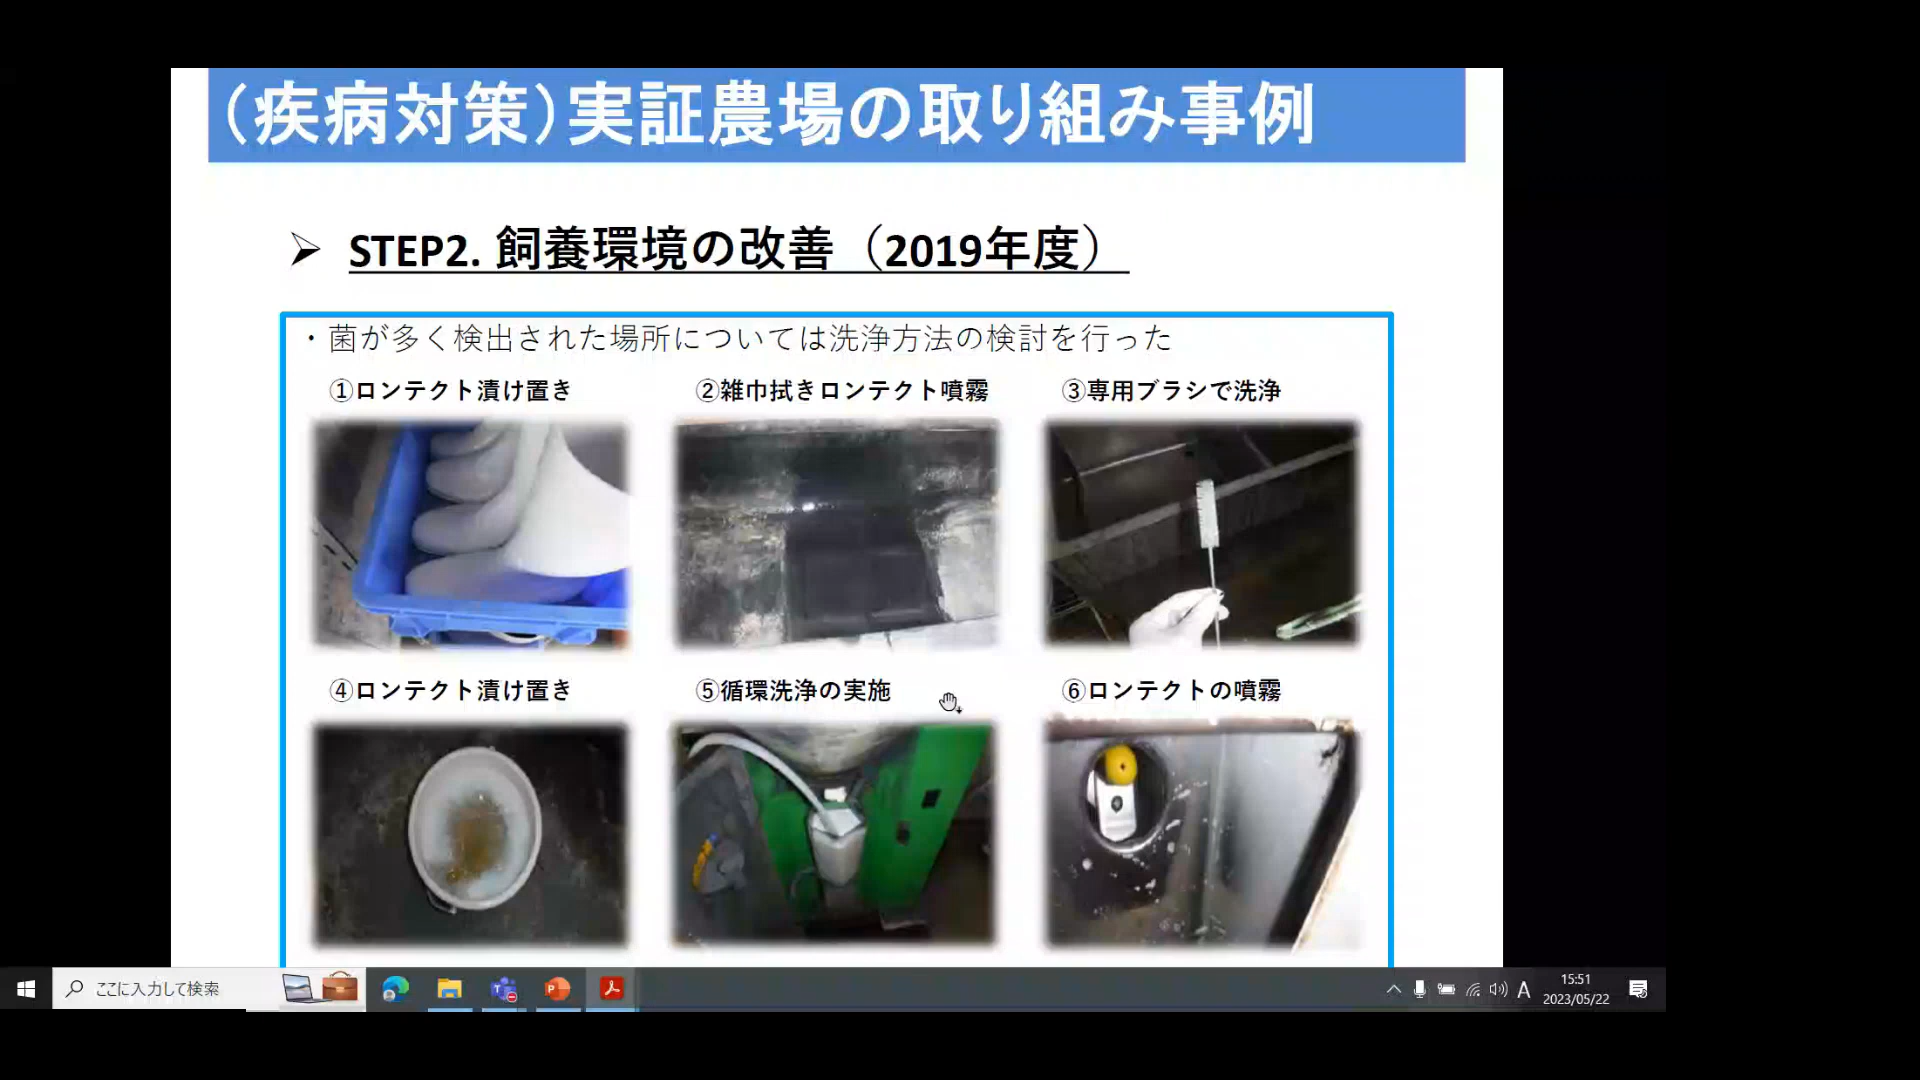 （疾病対策）実証農場の取り組み事例
➢ STEP2. 飼養環境の改善（2019年度）
・菌が多く検出された場所については洗浄方法の検討を行った
①ロンテクト漬け置き
②雑巾拭きロンテクト噴霧
③専用ブラシで洗浄
④ロンテクト漬け置き
⑤循環洗浄の実施
⑥ロンテクトの噴霧
ここに入力して検索
A
15:51
2023/05/22